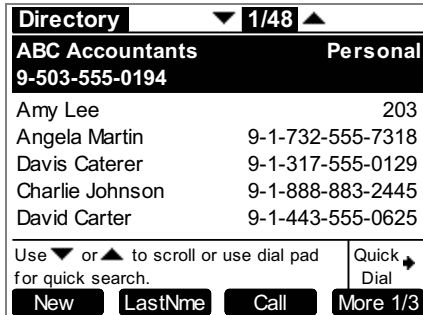 Directory ▼ 1/48 ▲
ABC Accountants Personal
9-503-555-0194
Amy Lee 203
Angela Martin 9-1-732-555-7318
Davis Caterer 9-1-317-555-0129
Charlie Johnson 9-1-888-883-2445
David Carter 9-1-443-555-0625
Use ▼ or ▲ to scroll or use dial pad
for quick search.
Quick
Dial
New LastNme Call More 1/3